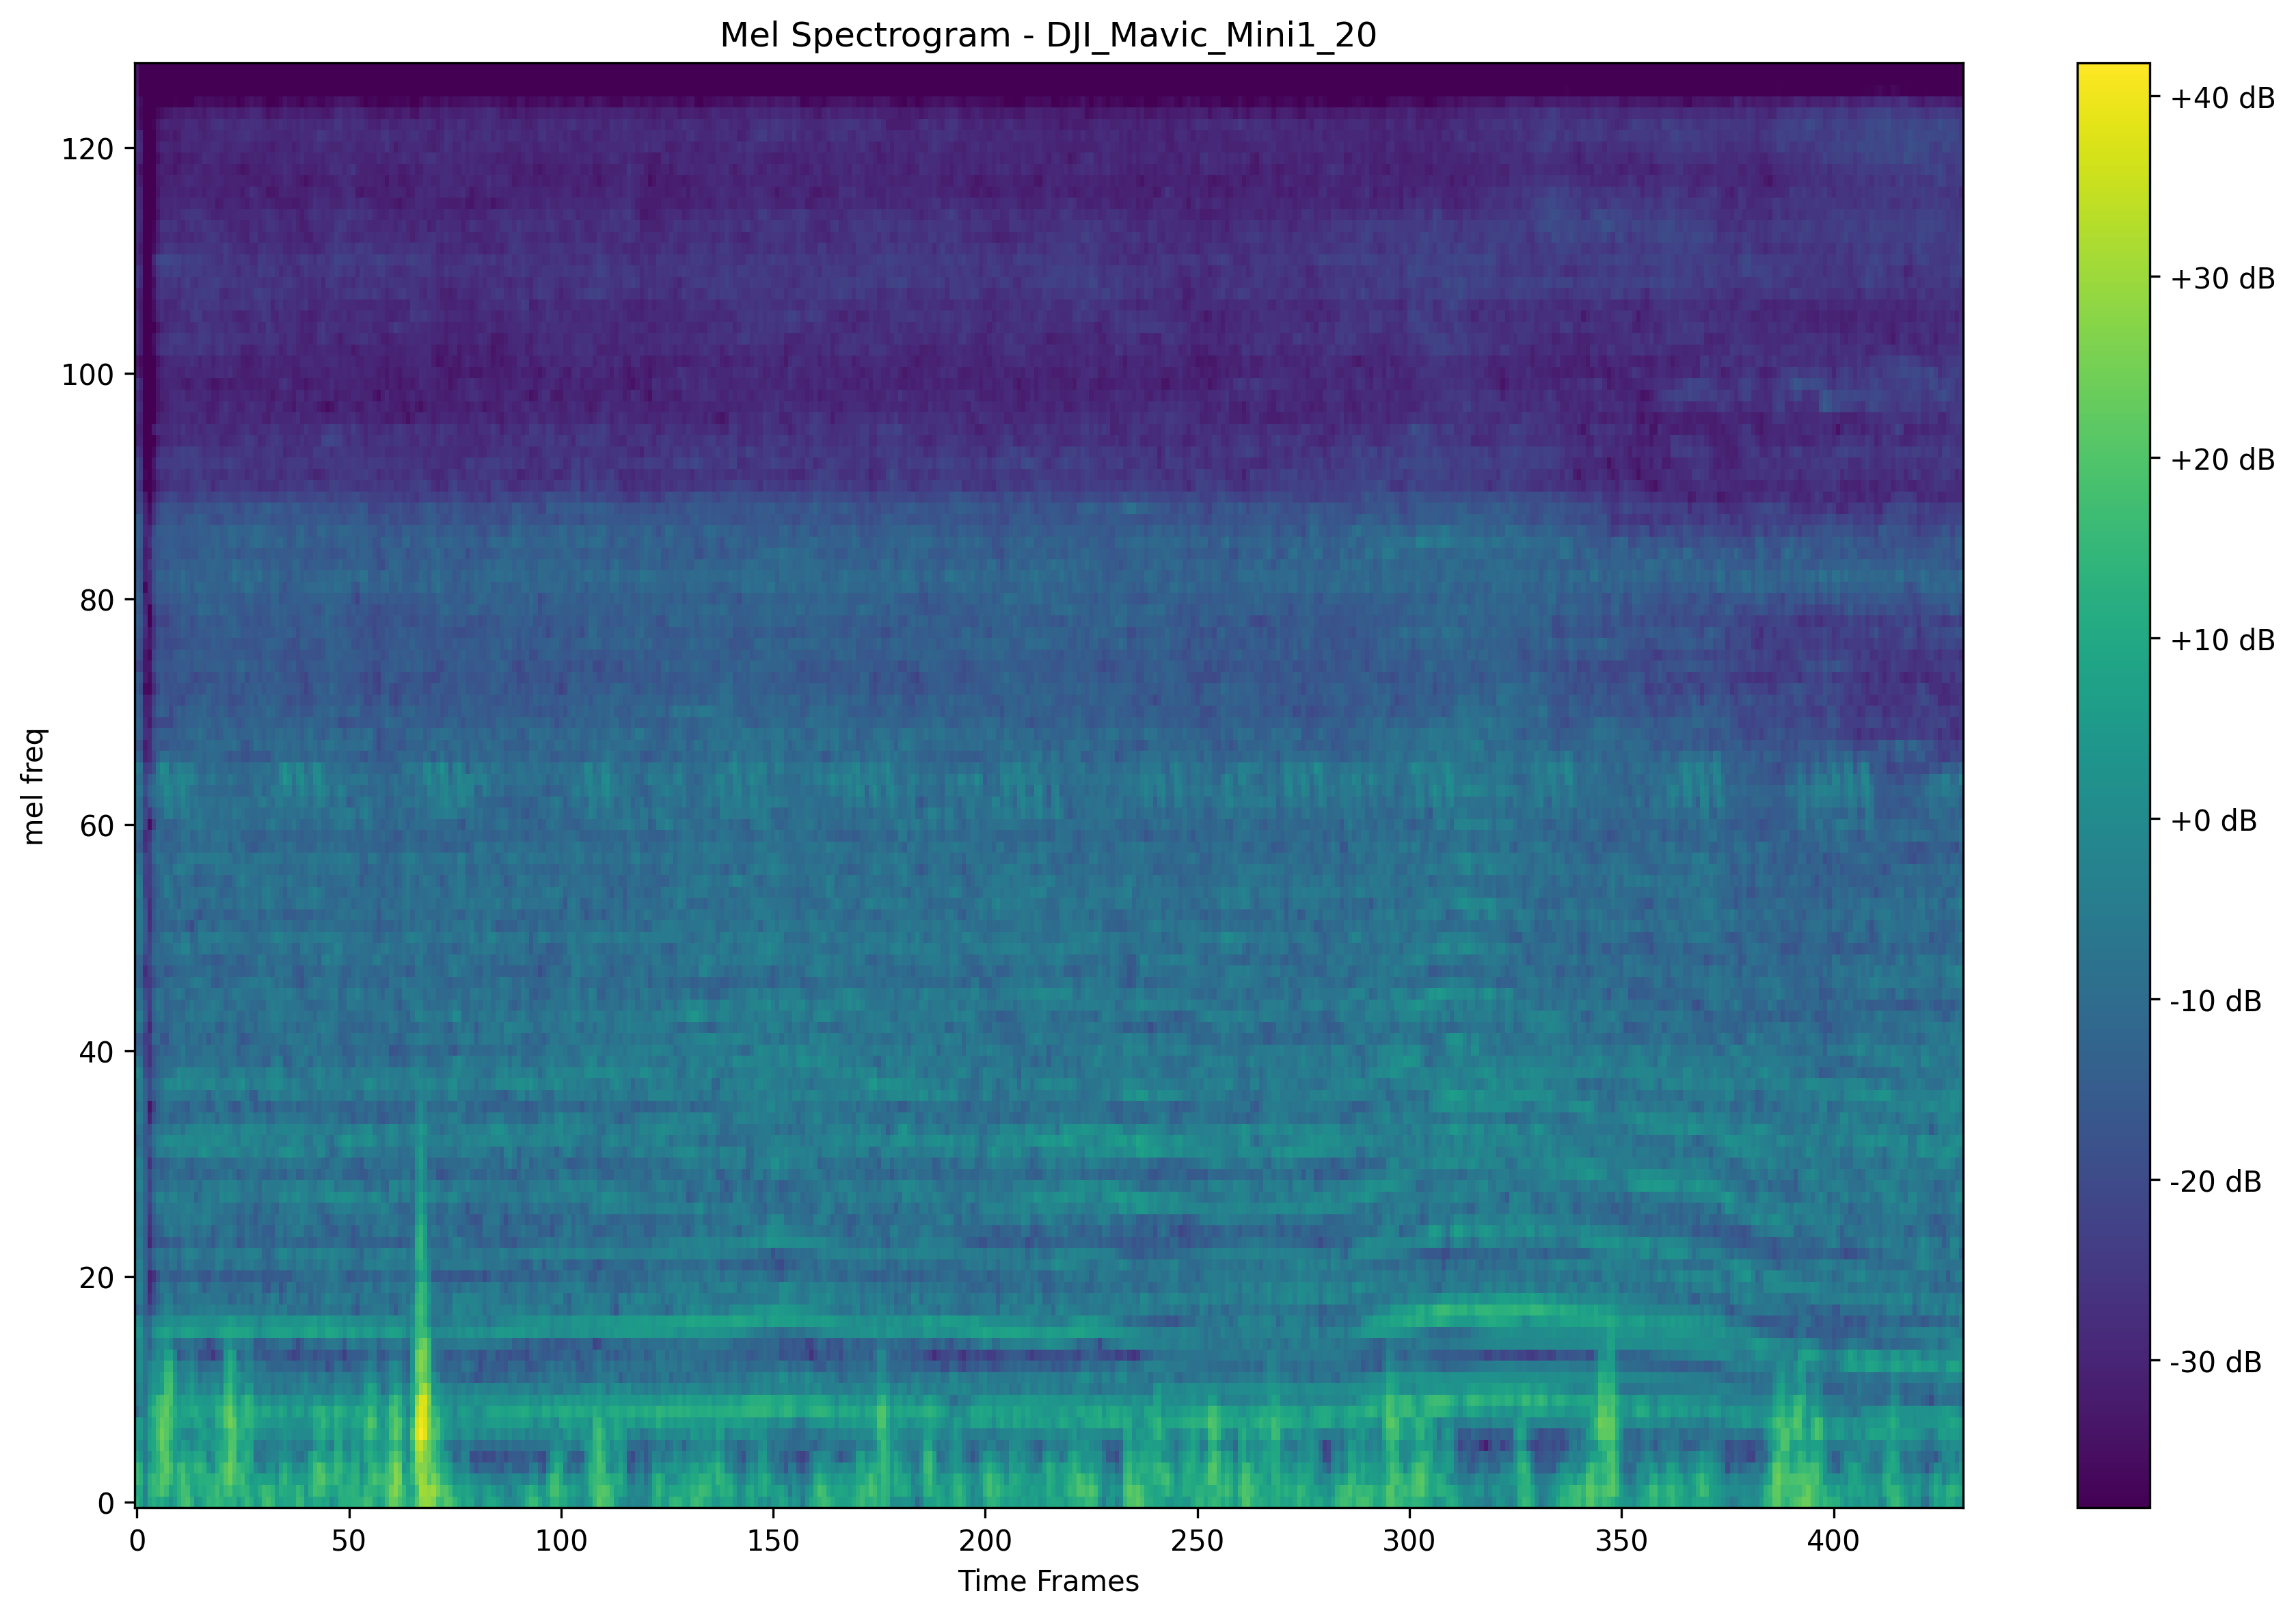 Mel Spectrogram - DJI_Mavic_Mini1_20
mel freq
120
100
80
60
40
20
0
0 50 100 150 200 250 300 350 400
Time Frames
+40 dB
+30 dB
+20 dB
+10 dB
+0 dB
-10 dB
-20 dB
-30 dB